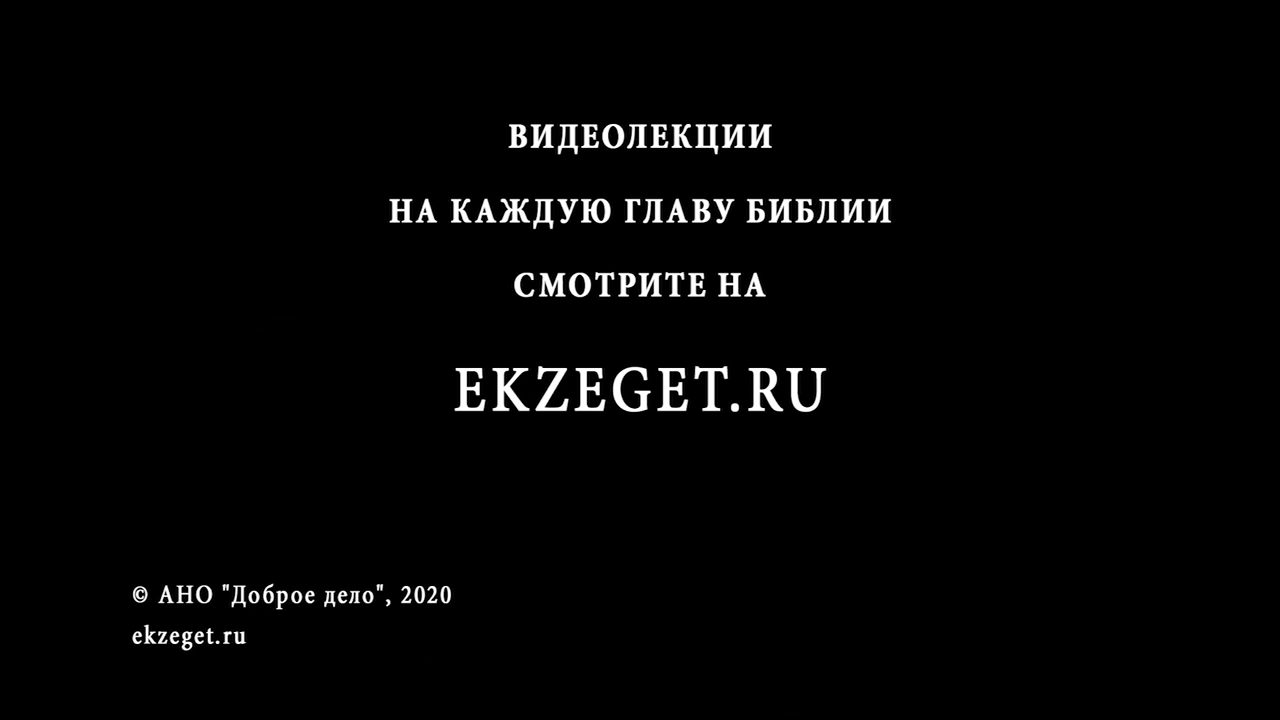 ВИДЕОЛЕКЦИИ
НА КАЖДУЮ ГЛАВУ БИБЛИИ
СМОТРИТЕ НА
EKZEGET.RU
© АНО "Доброе дело", 2020
ekzeget.ru